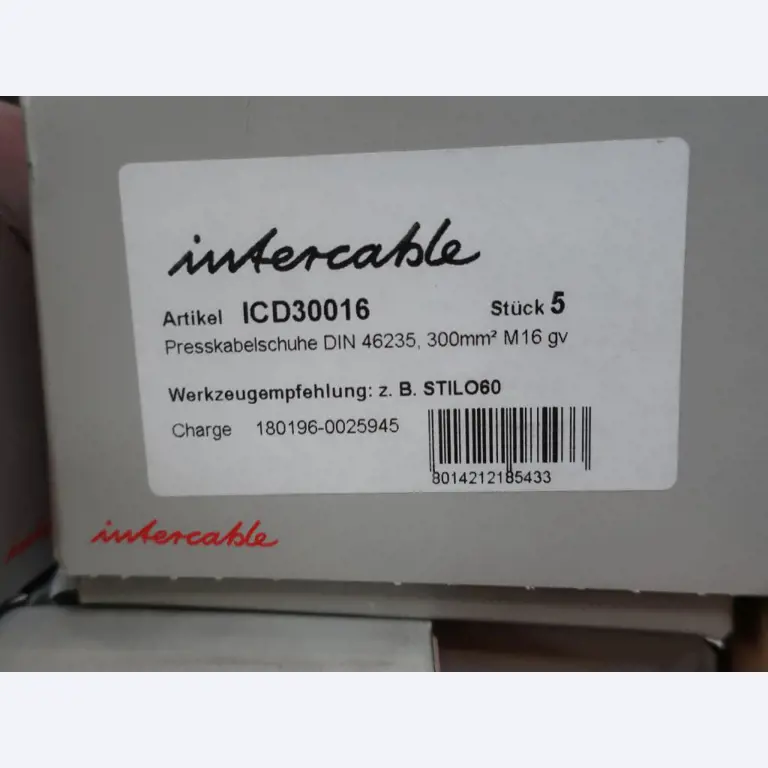 intercable
Artikel ICD30016 Stück 5
Presskabelschuhe DIN 46235, 300mm² M16 gv
Werkzeugempfehlung: z. B. STILO60
Charge 180196-0025945
8014212185433
intercable